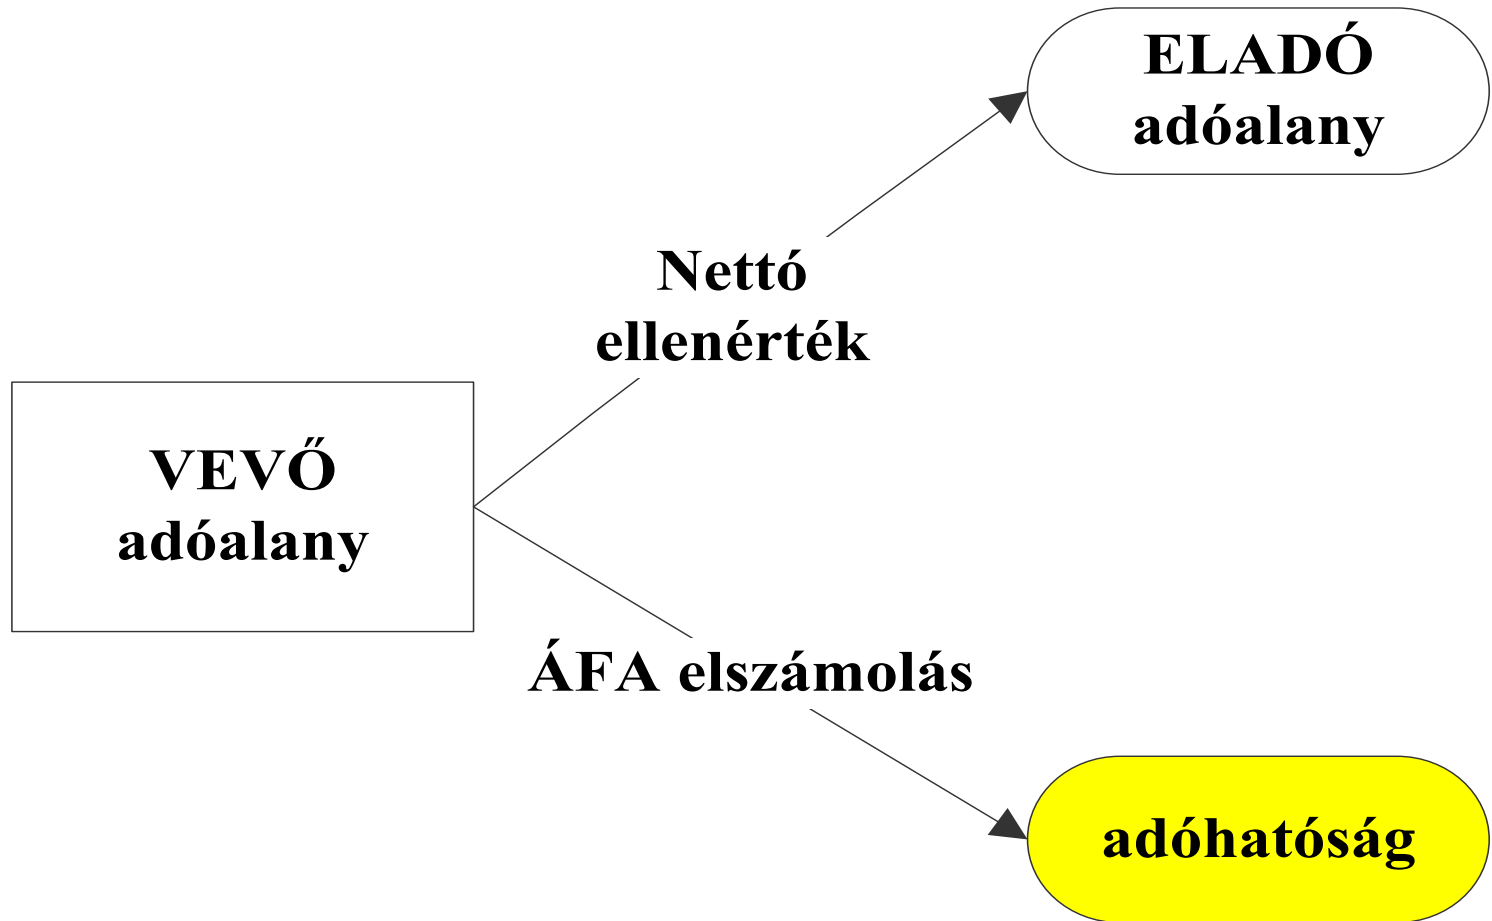 ELADÓ
adóalany
Nettó
ellenérték
VEVŐ
adóalany
ÁFA elszámolás
adóhatóság